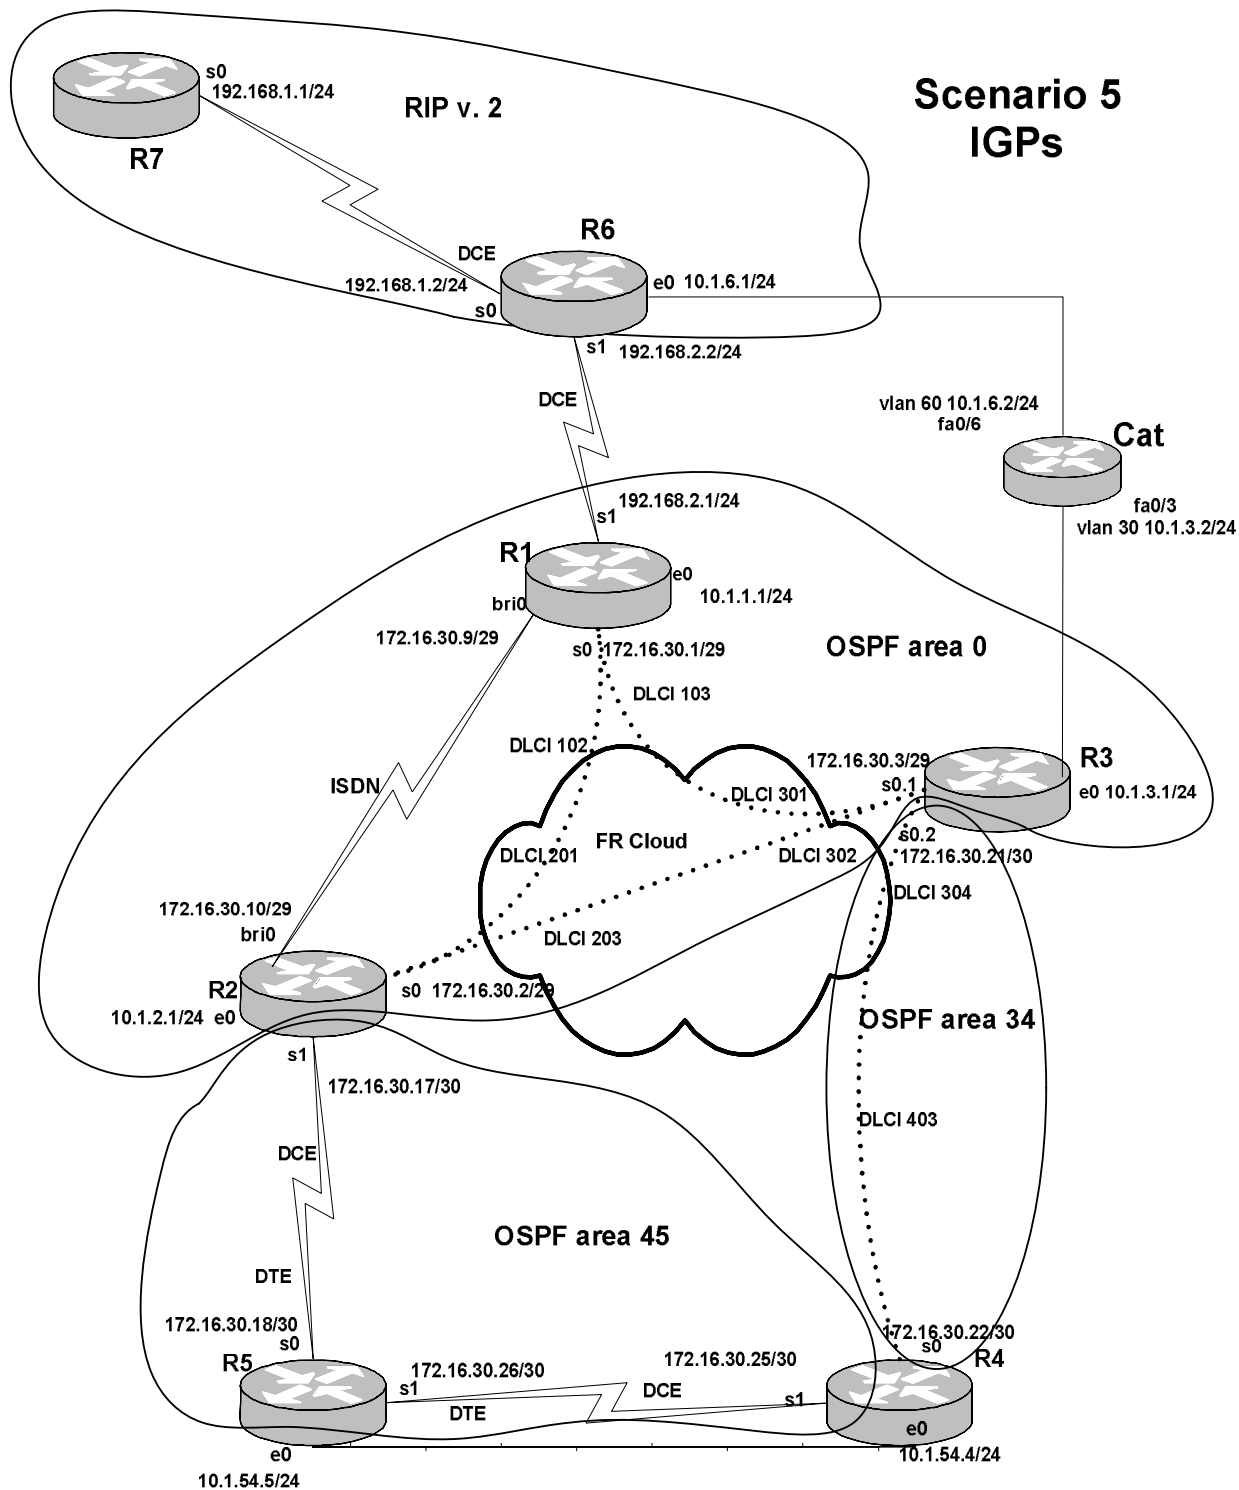 Scenario 5
IGPs
s0
192.168.1.1/24
RIP v. 2
R7
R6
DCE
192.168.1.2/24
s0
e0 10.1.6.1/24
s1
192.168.2.2/24
DCE
vlan 60 10.1.6.2/24
fa0/6
Cat
fa0/3
vlan 30 10.1.3.2/24
192.168.2.1/24
s1
R1
e0
10.1.1.1/24
bri0
172.16.30.9/29
s0 172.16.30.1/29
OSPF area 0
DLCI 103
DLCI 102
172.16.30.3/29
R3
s0.1
e0 10.1.3.1/24
ISDN
DLCI 301
FR Cloud
s0.2
DLCI 201
DLCI 302
172.16.30.21/30
DLCI 304
172.16.30.10/29
bri0
DLCI 203
R2
s0 172.16.30.2/29
10.1.2.1/24 e0
OSPF area 34
s1
172.16.30.17/30
DLCI 403
DCE
OSPF area 45
DTE
172.16.30.18/30
s0
172.16.30.22/30
s0
R5
172.16.30.26/30
172.16.30.25/30
R4
s1
DCE
s1
DTE
e0
e0
10.1.54.4/24
10.1.54.5/24